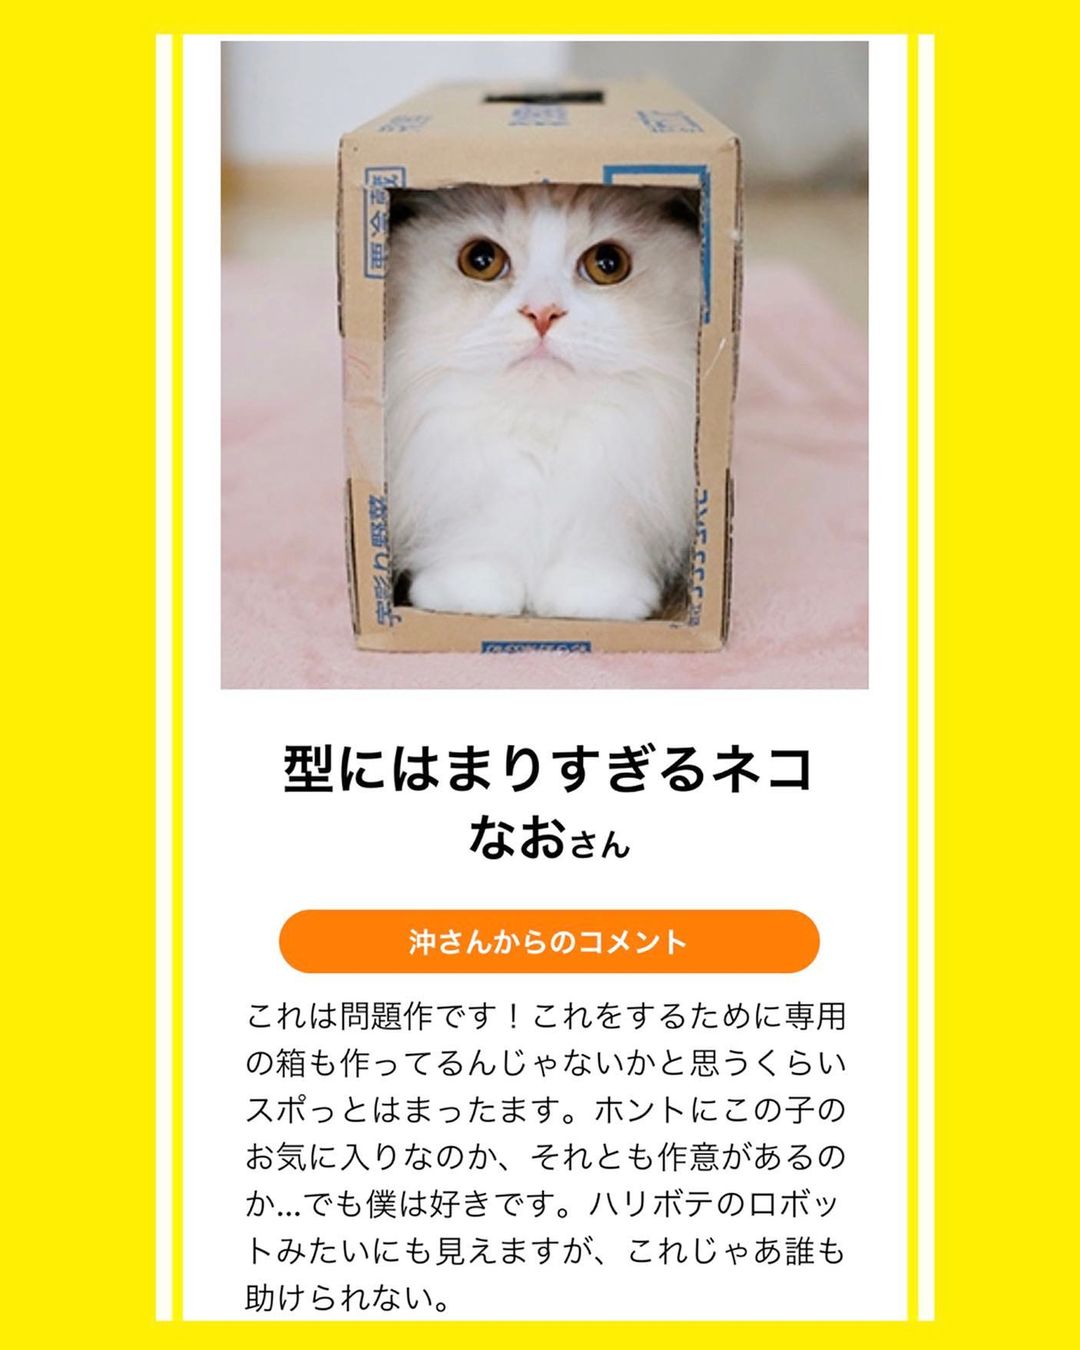 型にはまりすぎるネコ
なおさん
沖さんからのコメント
これは問題作です！これをするために専用
の箱も作ってるんじゃないかと思うくらい
スポっとはまったます。ホントにこの子の
お気に入りなのか、それとも作意があるの
か…でも僕は好きです。ハリボテのロボッ
トみたいにも見えますが、これじゃあ誰も
助けられない。